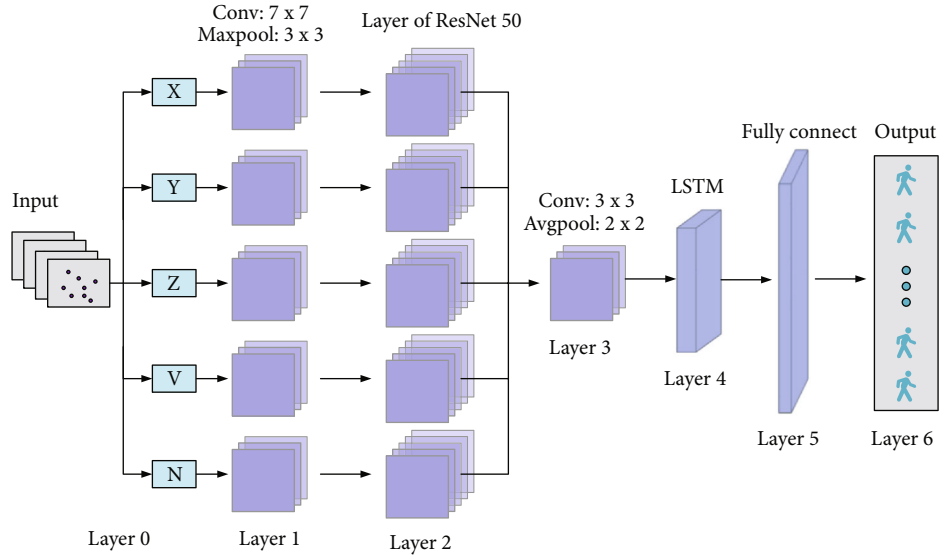 Conv: 7 x 7
Maxpool: 3 x 3
Layer of ResNet 50
X
Y
Z
V
N
Input
Conv: 3 x 3
Avgpool: 2 x 2
LSTM
Fully connect
Output
Layer 0
Layer 1
Layer 2
Layer 3
Layer 4
Layer 5
Layer 6